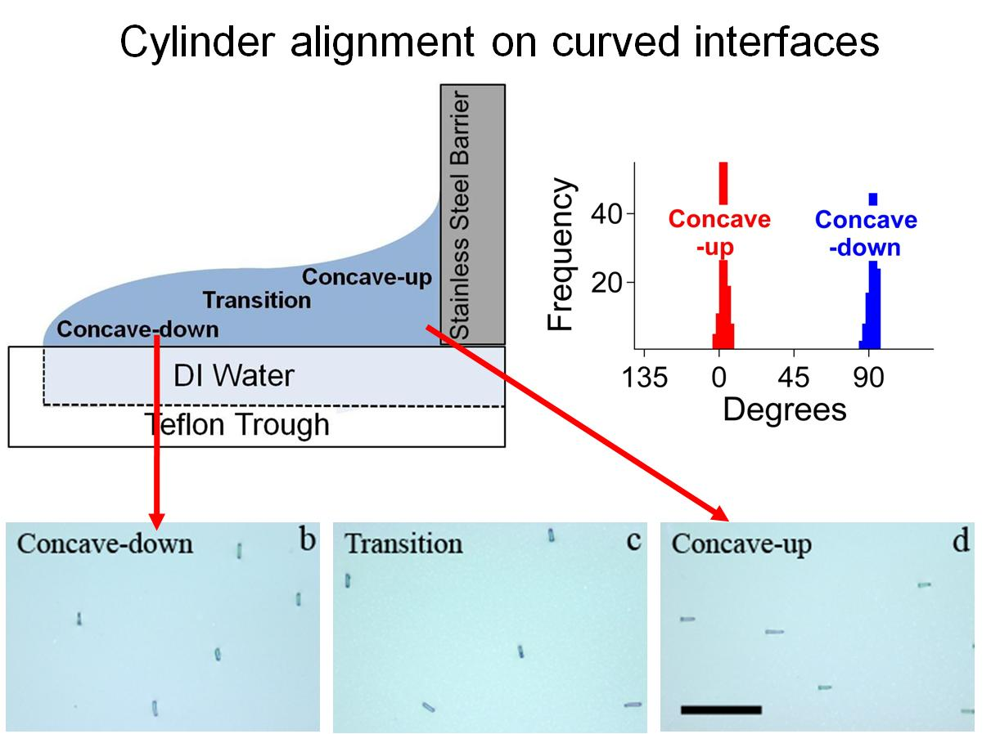 Cylinder alignment on curved interfaces
Stainless Steel Barrier
Concave-up
Transition
Concave-down
DI Water
Teflon Trough
Frequency
40
20
Concave
-up
Concave
-down
135 0 45 90
Degrees
Concave-down b
Transition c
Concave-up d